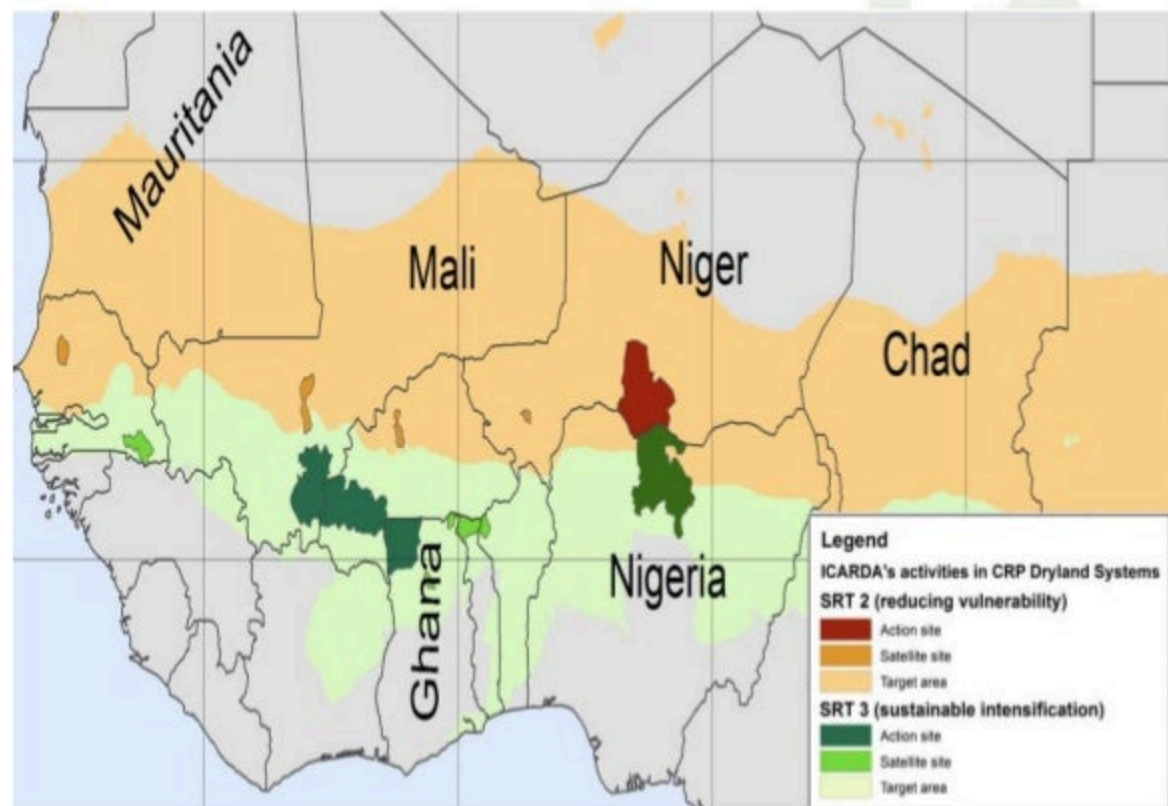 Mauritania
Mali
Niger
Chad
Nigeria
Ghana
Legend
ICARDA's activities in CRP Dryland Systems
SRT 2 (reducing vulnerability)
Action site
Satellite site
Target area
SRT 3 (sustainable intensification)
Action site
Satellite site
Target area